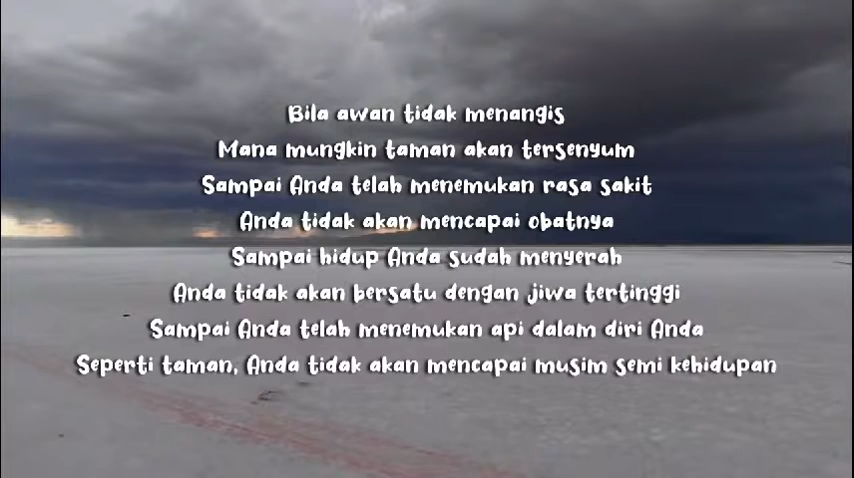 Bila awan tidak menangis
Mana mungkin taman akan tersenyum
Sampai Anda telah menemukan rasa sakit
Anda tidak akan mencapai obatnya
Sampai hidup Anda sudah menyerah
Anda tidak akan bersatu dengan jiwa tertinggi
Sampai Anda telah menemukan api dalam diri Anda
Seperti taman, Anda tidak akan mencapai musim semi kehidupan